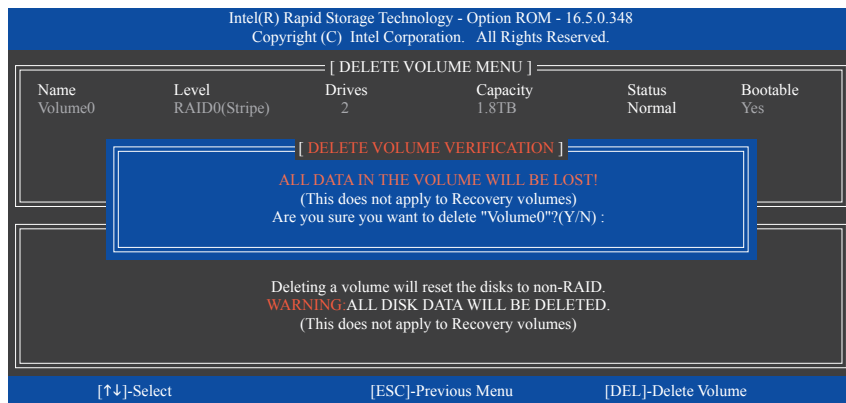 Intel(R) Rapid Storage Technology - Option ROM - 16.5.0.348
Copyright (C) Intel Corporation. All Rights Reserved.
[ DELETE VOLUME MENU ]
Name Level Drives Capacity Status Bootable
Volume0 RAID0(Stripe) 2 1.8TB Normal Yes
[ DELETE VOLUME VERIFICATION ]
ALL DATA IN THE VOLUME WILL BE LOST!
(This does not apply to Recovery volumes)
Are you sure you want to delete "Volume0"?(Y/N) :
Deleting a volume will reset the disks to non-RAID.
WARNING:ALL DISK DATA WILL BE DELETED.
(This does not apply to Recovery volumes)
[↑↓]-Select [ESC]-Previous Menu [DEL]-Delete Volume